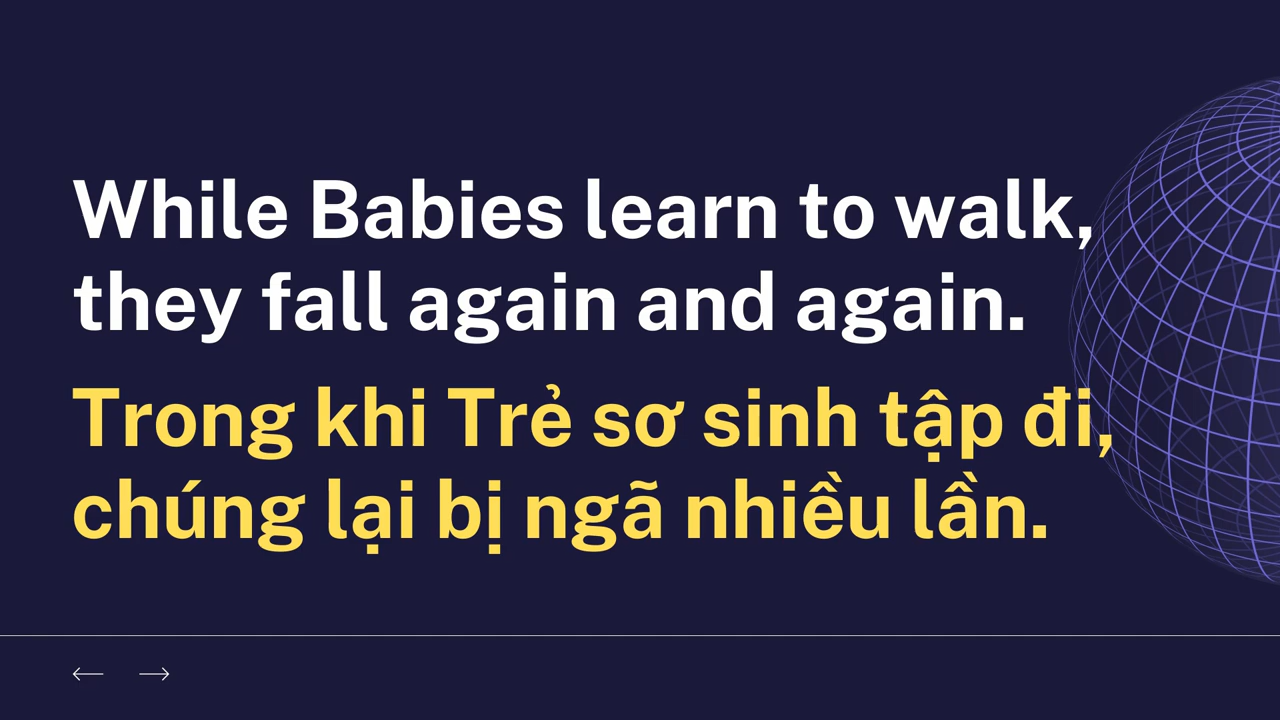 While Babies learn to walk,
they fall again and again.
Trong khi Trẻ sơ sinh tập đi,
chúng lại bị ngã nhiều lần.